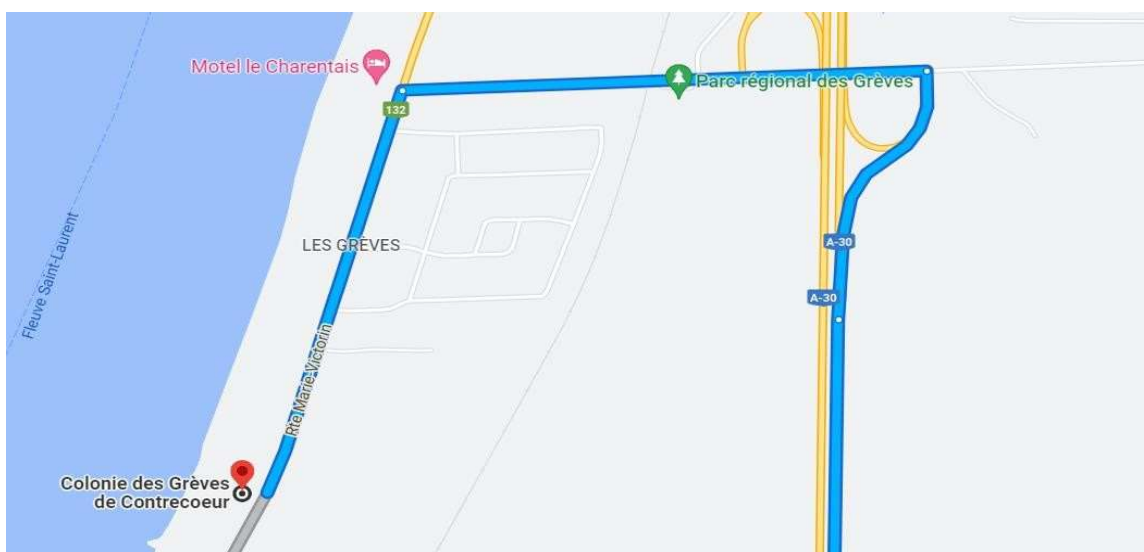 Motel le Charentais
Parc régional des Grèves
132
Fleuve Saint-Laurent
LES GRÈVES
A-30
A-30
Rte Marie-Victorin
Colonie des Grèves
de Contrecoeur